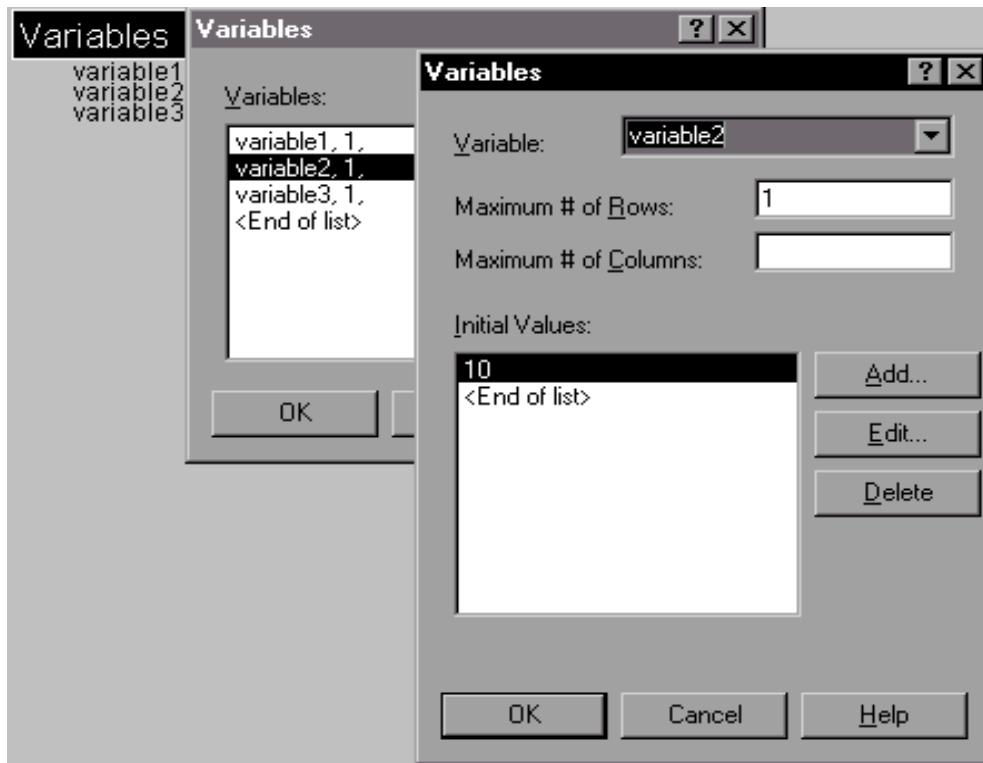 Variables
variable1
variable2
variable3
Variables
Variables:
variable1, 1,
variable2, 1,
variable3, 1,
<End of list>
OK
Variables
Variable:
variable2
Maximum # of Rows:
1
Maximum # of Columns:
Initial Values:
10
<End of list>
Add...
Edit...
Delete
OK
Cancel
Help